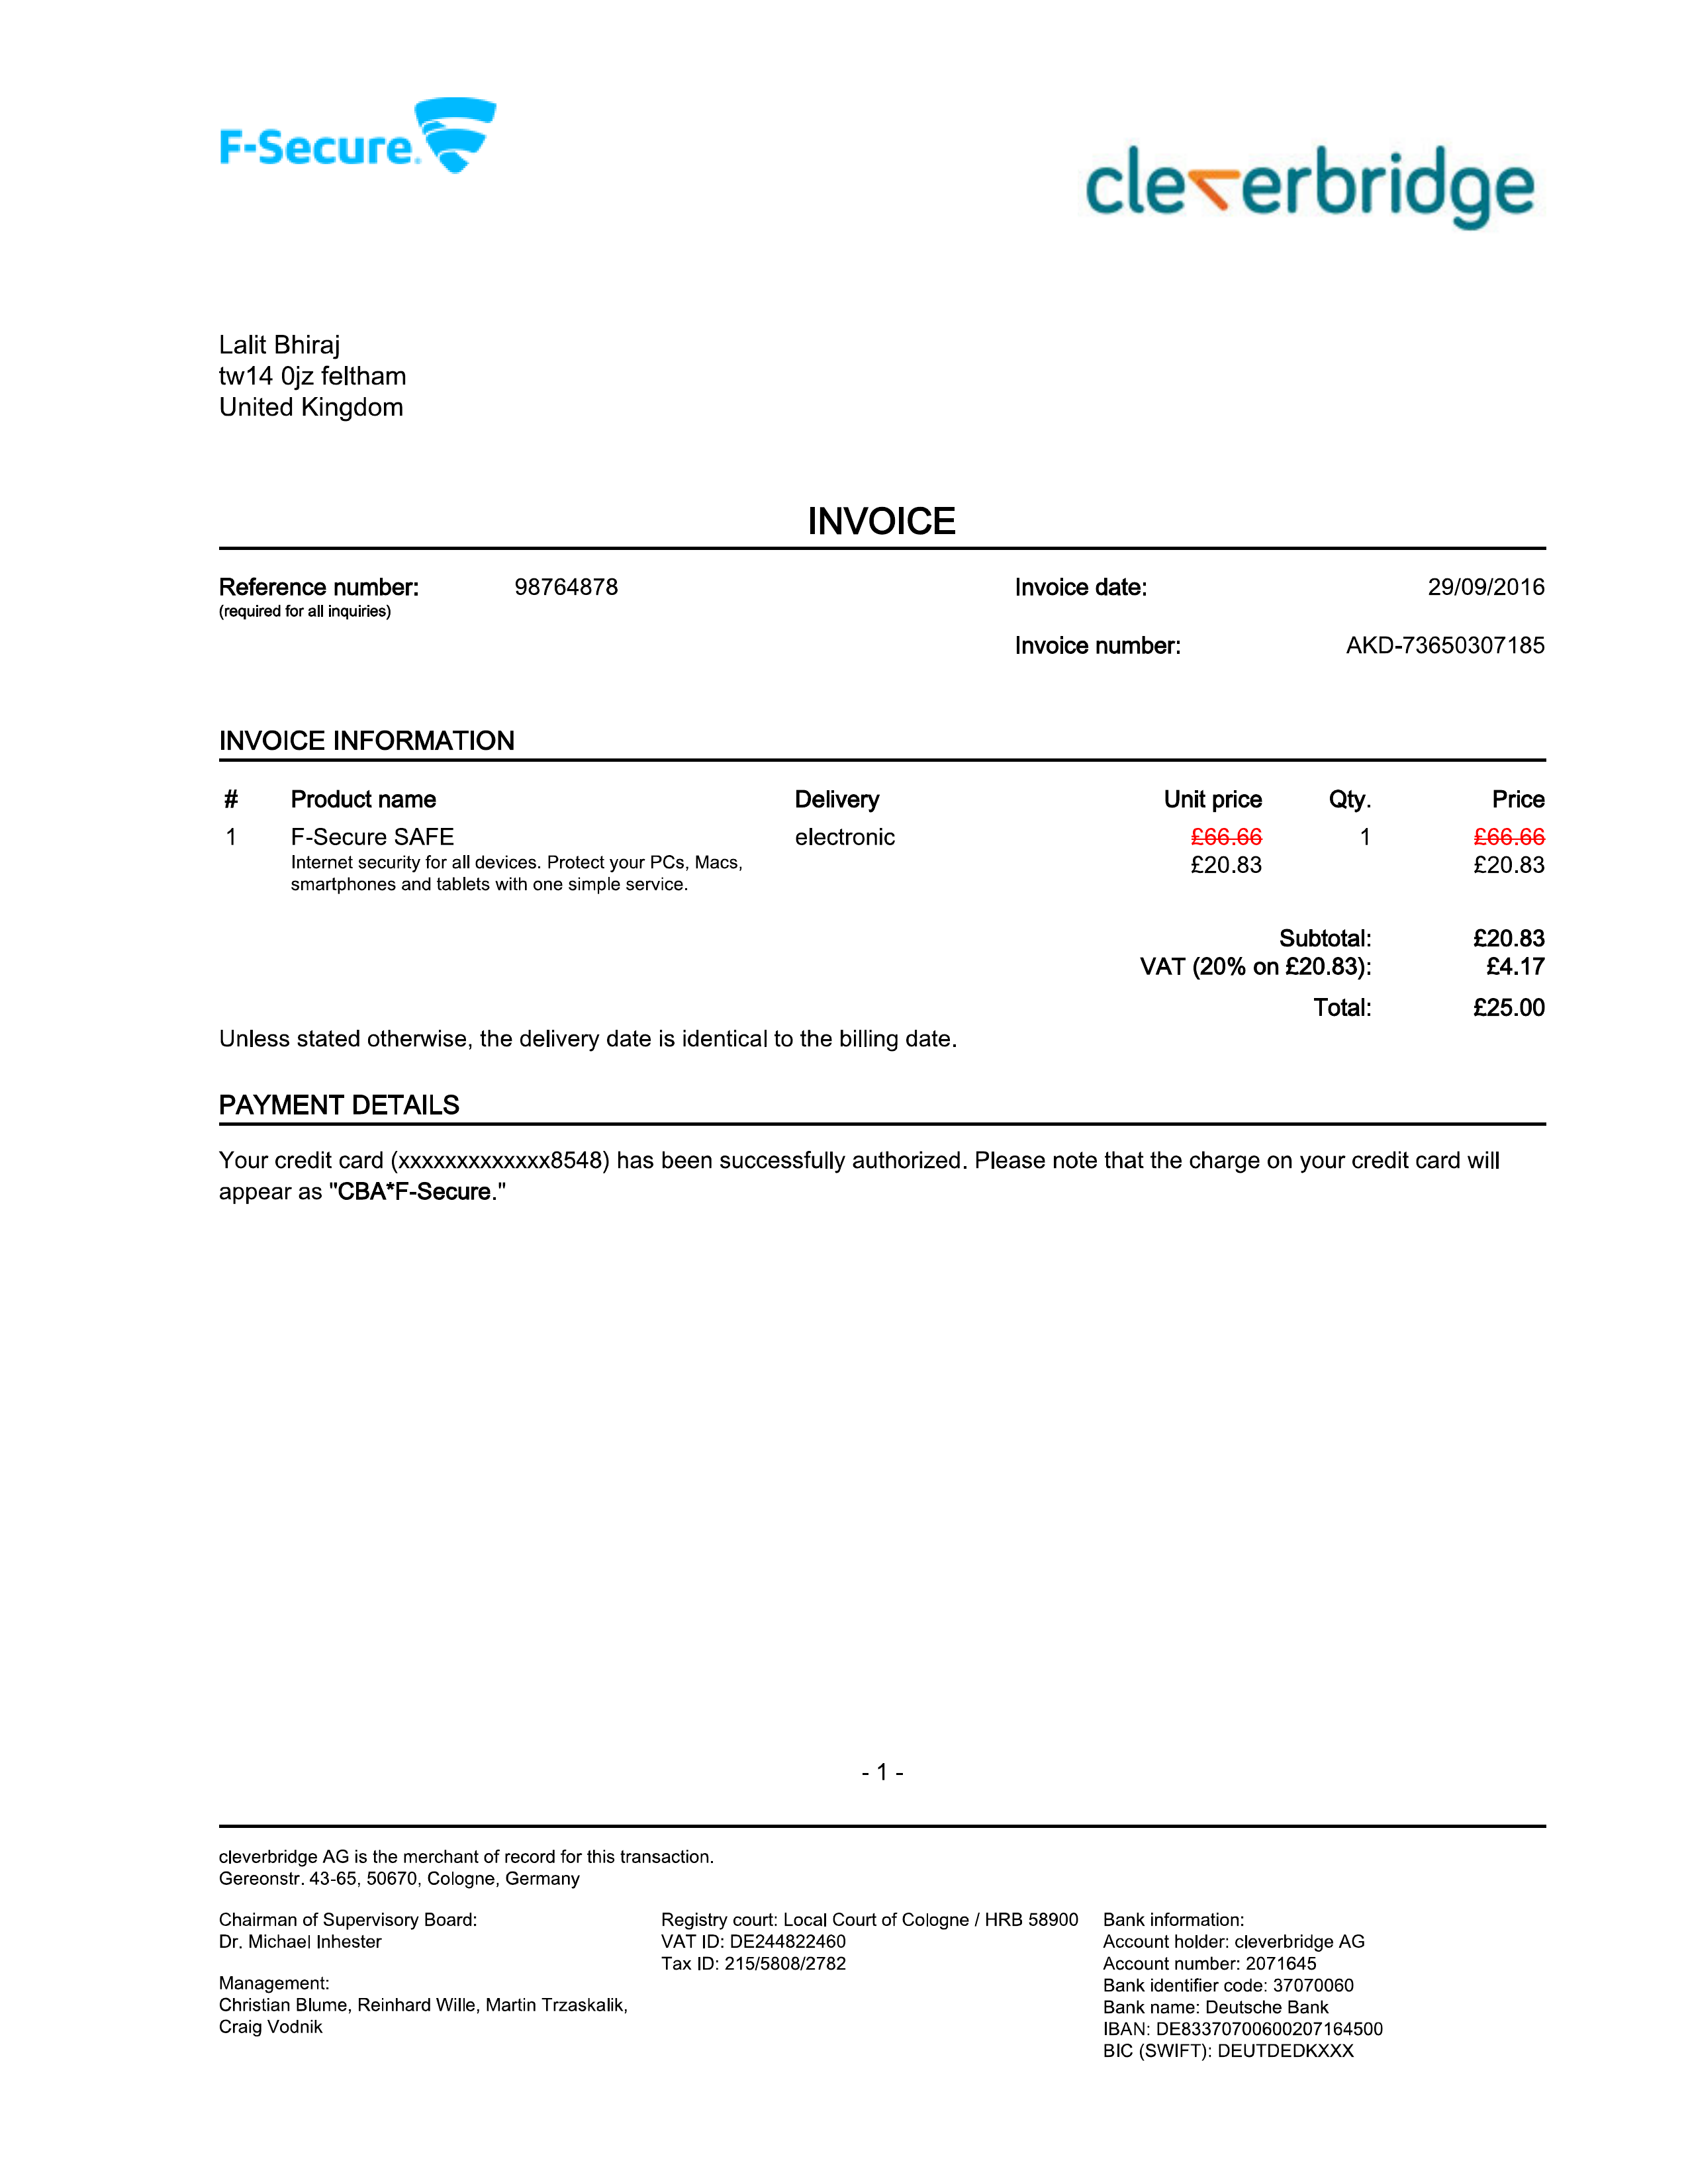 F-Secure.
cleverbridge
Lalit Bhiraj
tw14 0jz feltham
United Kingdom
INVOICE
Reference number: 98764878 Invoice date: 29/09/2016
(required for all inquiries)
Invoice number: AKD-73650307185
INVOICE INFORMATION
# Product name Delivery Unit price Qty. Price
1 F-Secure SAFE electronic £66.66 1 £66.66
Internet security for all devices. Protect your PCs, Macs, £20.83 £20.83
smartphones and tablets with one simple service.
Subtotal: £20.83
VAT (20% on £20.83): £4.17
Total: £25.00
Unless stated otherwise, the delivery date is identical to the billing date.
PAYMENT DETAILS
Your credit card (xxxxxxxxxxxxx8548) has been successfully authorized. Please note that the charge on your credit card will
appear as "CBA*F-Secure."
- 1 -
cleverbridge AG is the merchant of record for this transaction.
Gereonstr. 43-65, 50670, Cologne, Germany
Chairman of Supervisory Board:
Dr. Michael Inhester
Management:
Christian Blume, Reinhard Wille, Martin Trzaskalik,
Craig Vodnik
Registry court: Local Court of Cologne / HRB 58900
VAT ID: DE244822460
Tax ID: 215/5808/2782
Bank information:
Account holder: cleverbridge AG
Account number: 2071645
Bank identifier code: 37070060
Bank name: Deutsche Bank
IBAN: DE83370700600207164500
BIC (SWIFT): DEUTDEDKXXX